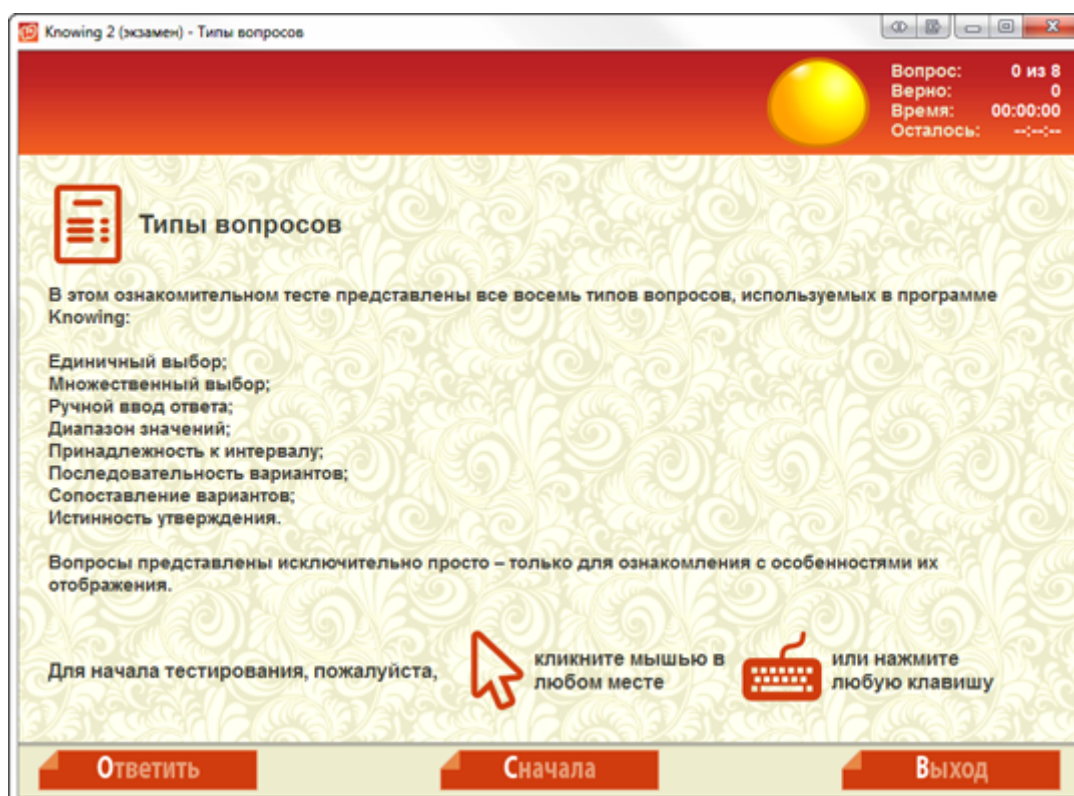 Knowing 2 (экзамен) - Типы вопросов
Вопрос: 0 из 8
Верно: 0
Время: 00:00:00
Осталось: --:--:--
Типы вопросов
В этом ознакомительном тесте представлены все восемь типов вопросов, используемых в программе
Knowing:
Единичный выбор;
Множественный выбор;
Ручной ввод ответа;
Диапазон значений;
Принадлежность к интервалу;
Последовательность вариантов;
Сопоставление вариантов;
Истинность утверждения.
Вопросы представлены исключительно просто – только для ознакомления с особенностями их
отображения.
Для начала тестирования, пожалуйста,
кликните мышью в
любом месте
или нажмите
любую клавишу
Ответить
Сначала
Выход